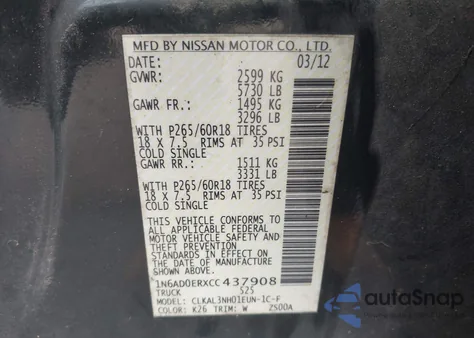 MFD BY NISSAN MOTOR CO., LTD.
DATE: 03/12
GVWR: 2599 KG
5730 LB
GAWR FR.: 1495 KG
3296 LB
WITH P265/60R18 TIRES
18 X 7.5 RIMS AT 35 PSI
COLD SINGLE
GAWR RR.: 1511 KG
3331 LB
WITH P265/60R18 TIRES
18 X 7.5 RIMS AT 35 PSI
COLD SINGLE
THIS VEHICLE CONFORMS TO
ALL APPLICABLE FEDERAL
MOTOR VEHICLE SAFETY
AND THEFT PREVENTION
STANDARDS IN EFFECT ON
THE DATE OF MANUFACTURE
SHOWN ABOVE.
1N6AD0ERXCC 437908
TRUCK 525
MODEL: CLKAL3NH01EUN-1C-F
COLOR: K26 TRIM: W ZS00A
autoSnap